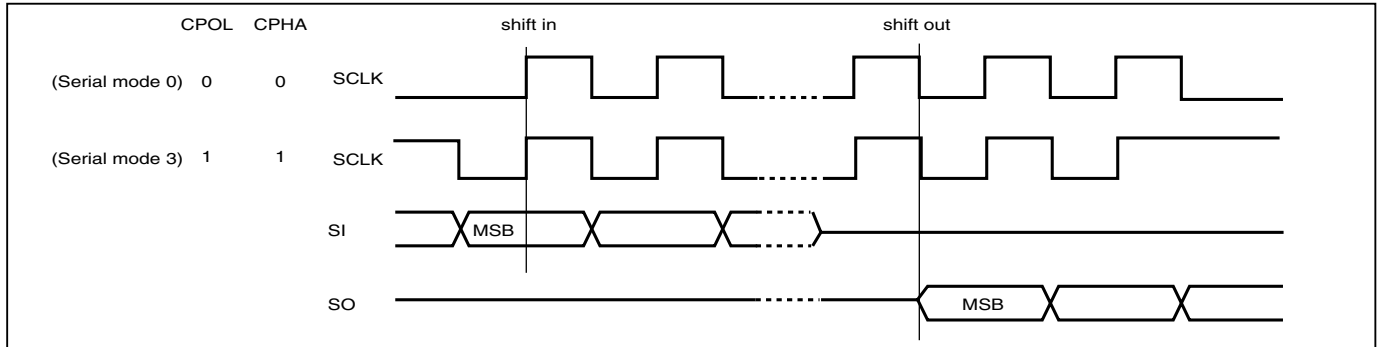 CPOL CPHA shift in shift out
(Serial mode 0) 0 0 SCLK
(Serial mode 3) 1 1 SCLK
SI MSB
SO MSB